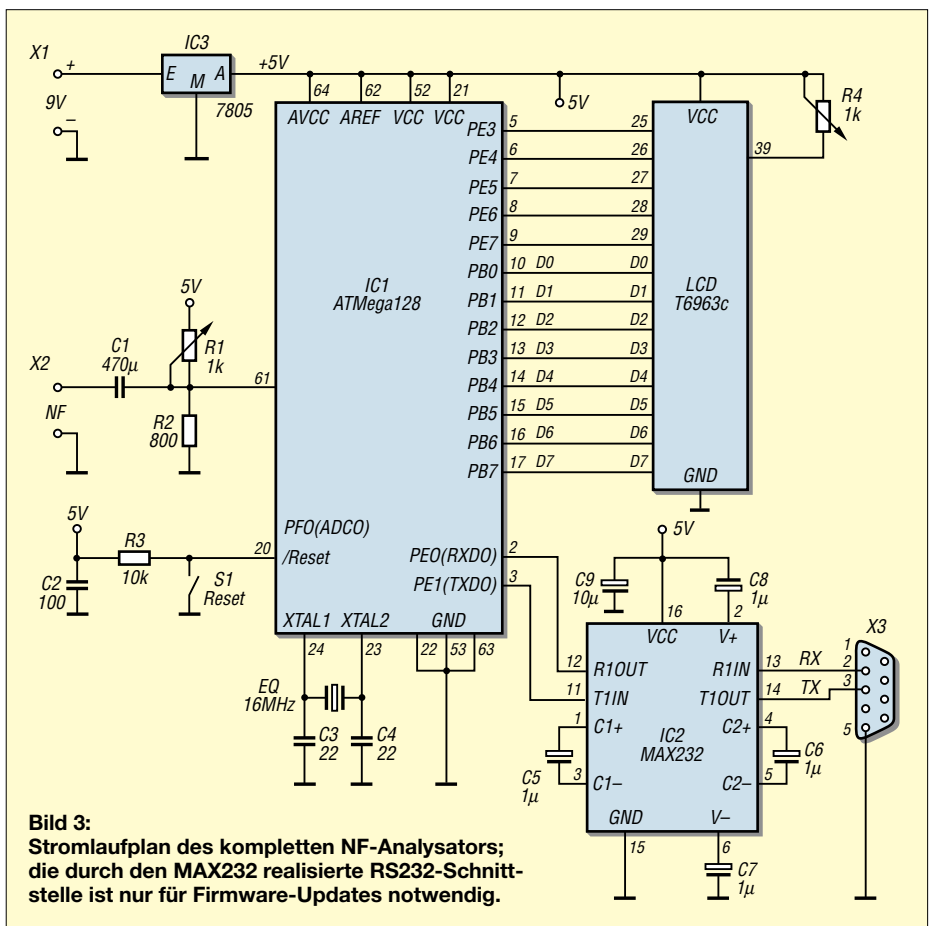 X1
+
9V
–
IC3
E M A
7805
+5V
64 62 52 21
AVCC AREF VCC VCC
5V
VCC
R4
1k
39
PE3 5 25
PE4 6 26
PE5 7 27
PE6 8 28
PE7 9 29
PB0 10 D0 D0
PB1 11 D1 D1
PB2 12 D2 D2
PB3 13 D3 D3
PB4 14 D4 D4
PB5 15 D5 D5
PB6 16 D6 D6
PB7 17 D7 D7
IC1
ATMega128
LCD
T6963c
GND
5V
X2
C1
470µ
R1
1k
61
NF
R2
800
5V
R3
10k
C2
100
S1
Reset
20
PFO(ADCO)
/Reset
PEO(RXDO) 2
PE1(TXDO) 3
XTAL1 XTAL2 GND
24 23 22 53 63
EQ
16MHz
C3
22
C4
22
5V
C9
10µ
C8
1µ
16 2
VCC V+
12 R1OUT R1IN 13 RX
11 T1IN T1OUT 14 TX
1 C1+ C2+ 4
IC2
MAX232
3 C1– C2– 5
C5
1µ
C6
1µ
GND V–
15 6
C7
1µ
X3
1
2
3
5
Bild 3:
Stromlaufplan des kompletten NF-Analysators;
die durch den MAX232 realisierte RS232-Schnitt-
stelle ist nur für Firmware-Updates notwendig.